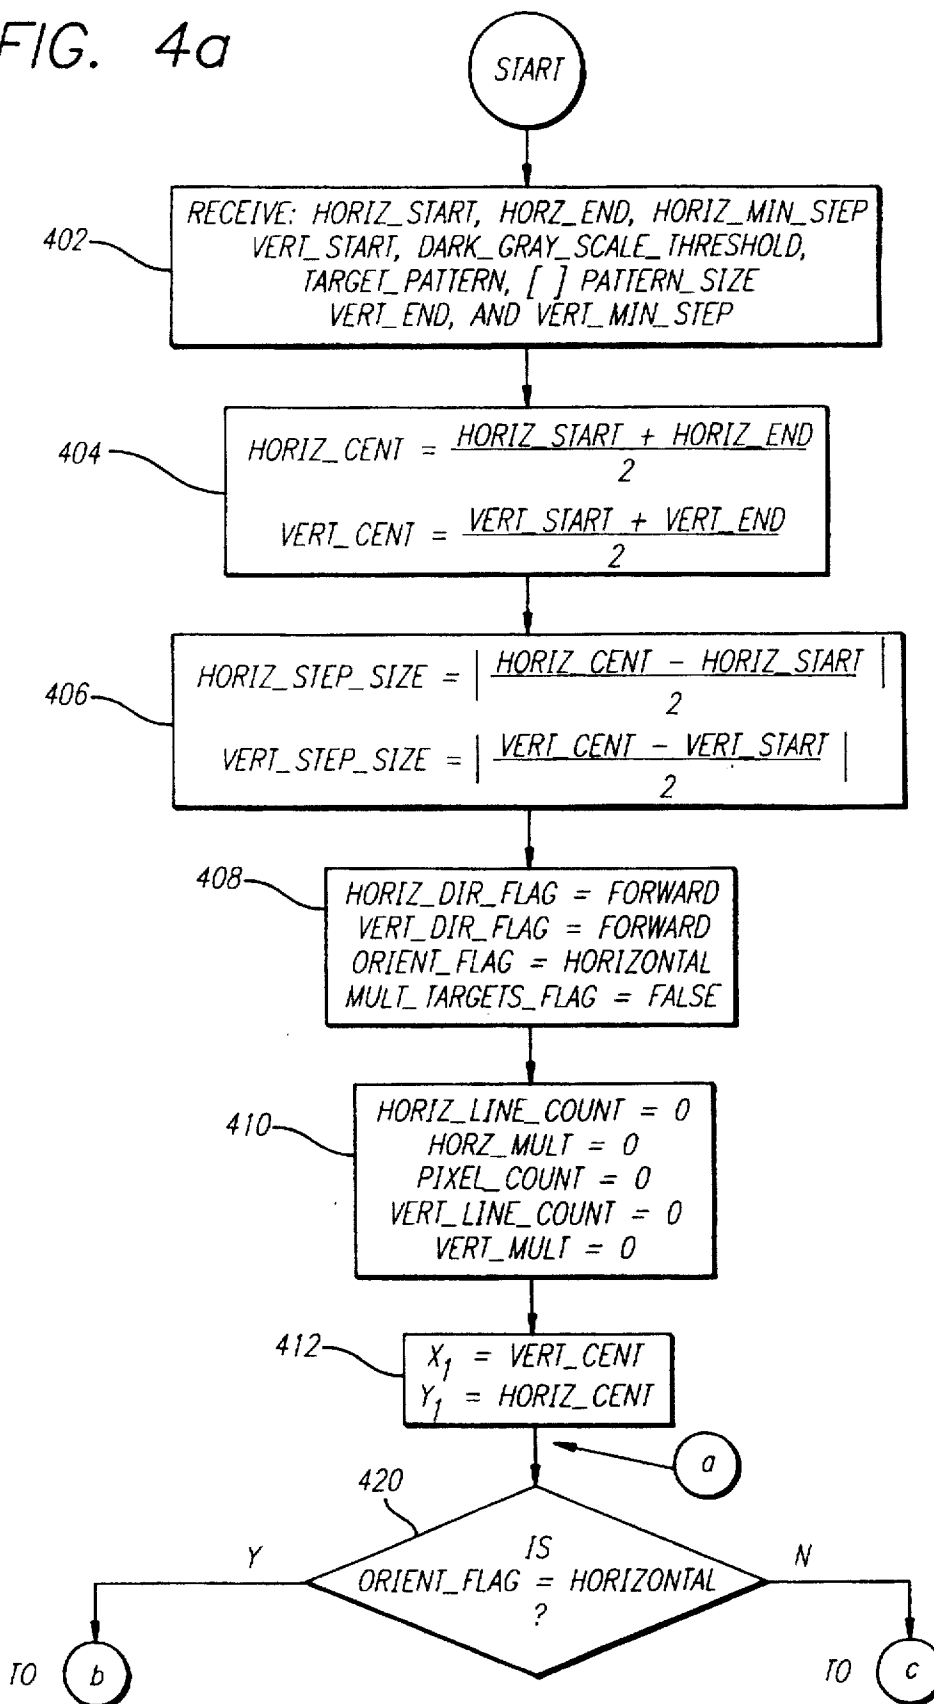 FIG. 4a
START
402
RECEIVE: HORIZ_START, HORZ_END, HORIZ_MIN_STEP
VERT_START, DARK_GRAY_SCALE_THRESHOLD,
TARGET_PATTERN, [ ] PATTERN_SIZE
VERT_END, AND VERT_MIN_STEP
404
HORIZ_CENT = HORIZ_START + HORIZ_END
2
VERT_CENT = VERT_START + VERT_END
2
406
HORIZ_STEP_SIZE = | HORIZ_CENT - HORIZ_START |
2
VERT_STEP_SIZE = | VERT_CENT - VERT_START |
2
408
HORIZ_DIR_FLAG = FORWARD
VERT_DIR_FLAG = FORWARD
ORIENT_FLAG = HORIZONTAL
MULT_TARGETS_FLAG = FALSE
410
HORIZ_LINE_COUNT = 0
HORZ_MULT = 0
PIXEL_COUNT = 0
VERT_LINE_COUNT = 0
VERT_MULT = 0
412
X1 = VERT_CENT
Y1 = HORIZ_CENT
a
420
IS
ORIENT_FLAG = HORIZONTAL
?
Y
N
TO b
TO c